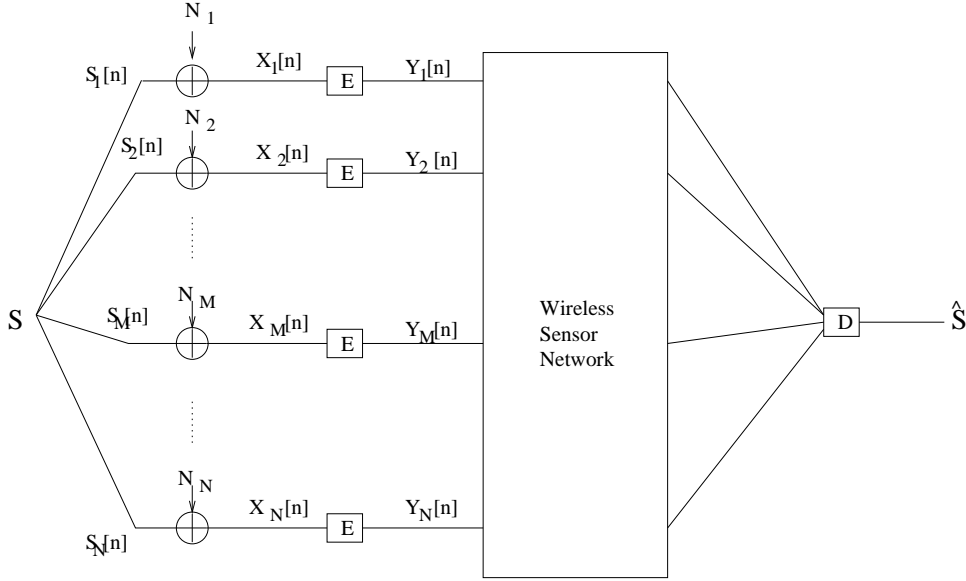 N 1
S1[n] X1[n] E Y1[n]
N 2
S2[n] X 2[n] E Y2 [n]
N M
SM[n] X M[n] E YM[n]
S
Wireless
Sensor
Network
D Ŝ
N N
SN[n] X N[n] E YN[n]